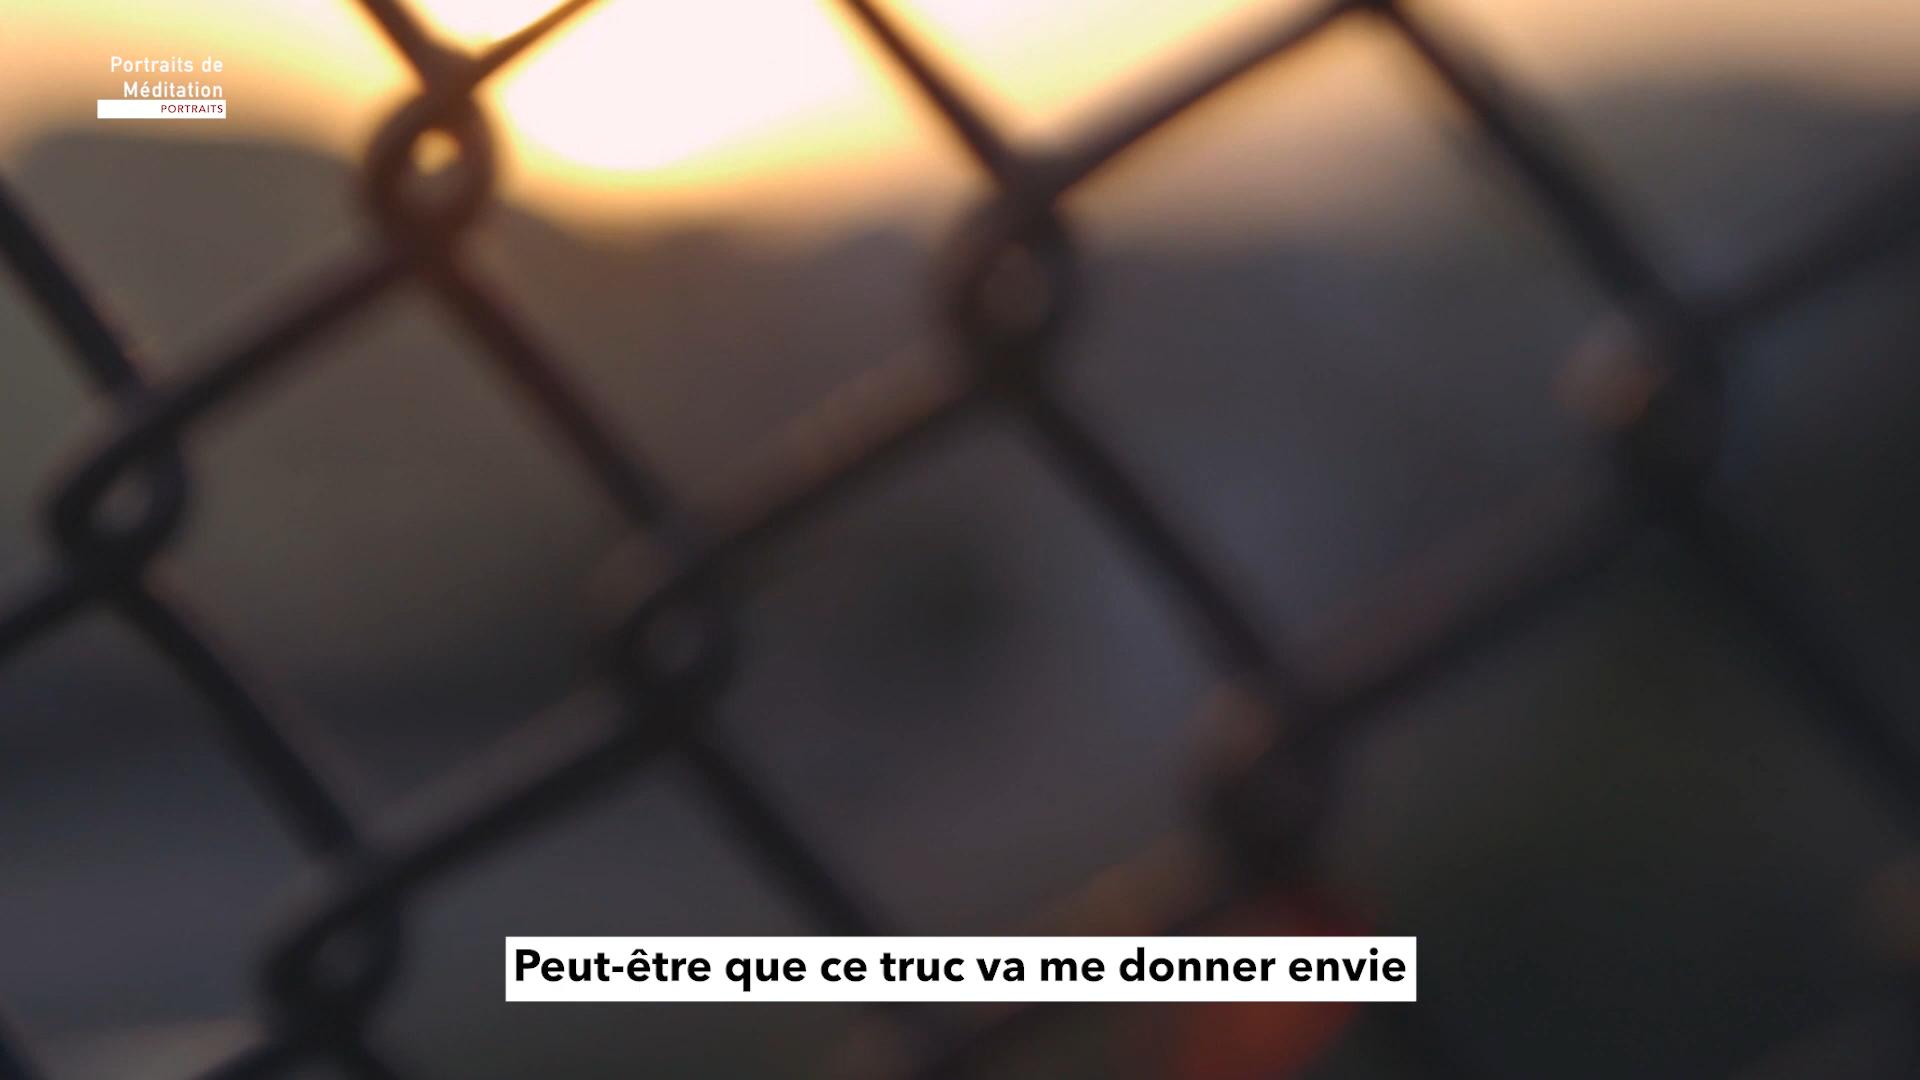 Portraits de
Méditation
PORTRAITS
Peut-être que ce truc va me donner envie